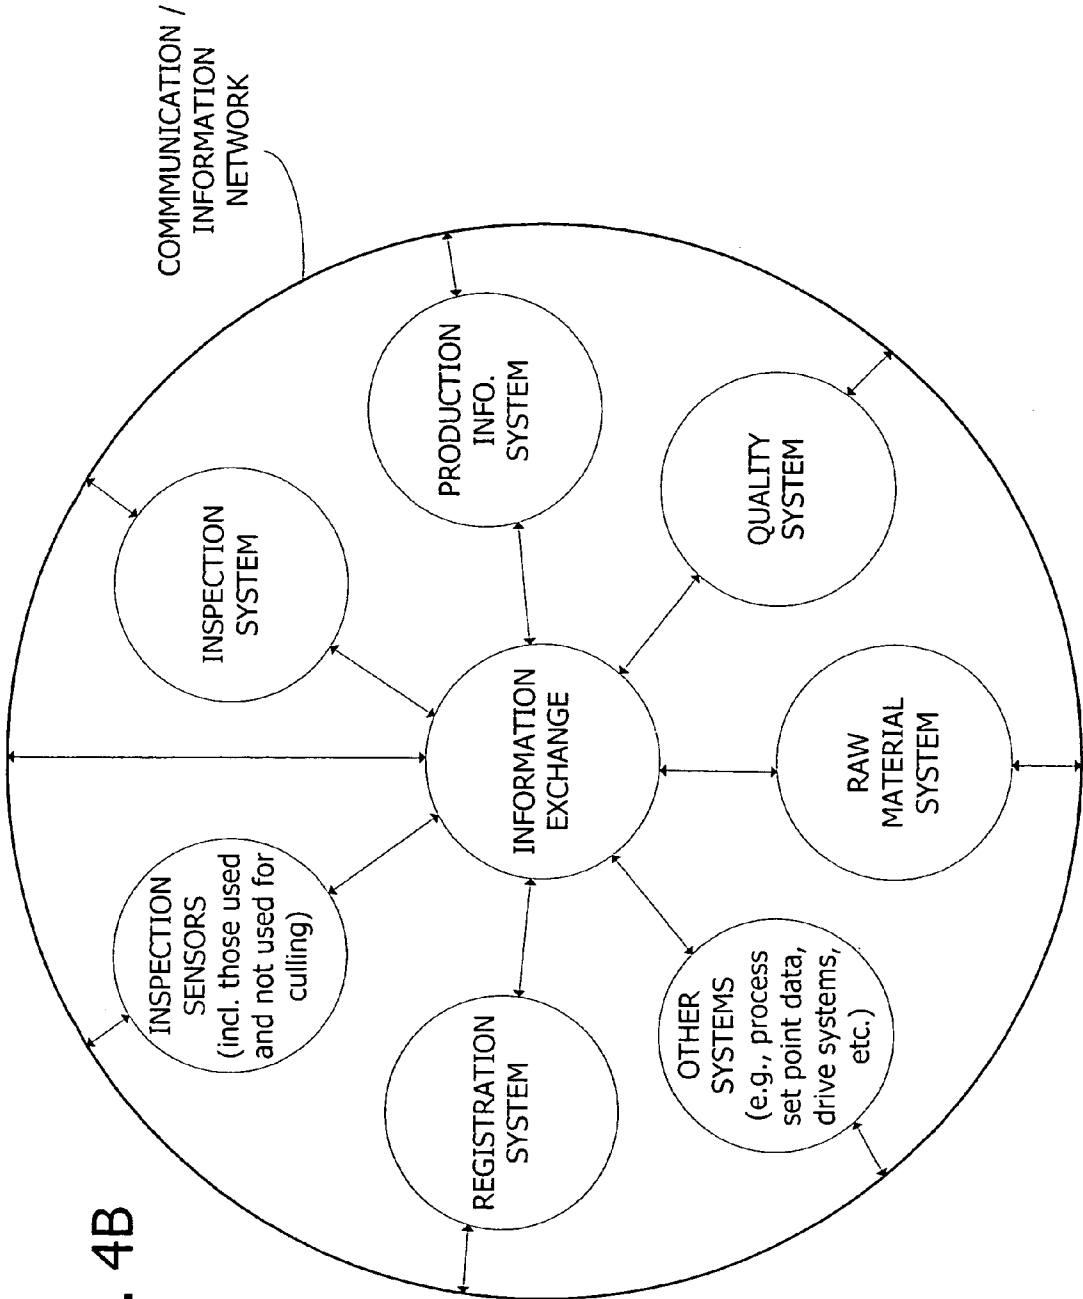 . 4B
COMMMUNICATION /
INFORMATION
NETWORK
INSPECTION
SENSORS
(incl. those used
and not used for
culling)
INSPECTION
SYSTEM
REGISTRATION
SYSTEM
INFORMATION
EXCHANGE
PRODUCTION
INFO.
SYSTEM
OTHER
SYSTEMS
(e.g., process
set point data,
drive systems,
etc.)
RAW
MATERIAL
SYSTEM
QUALITY
SYSTEM